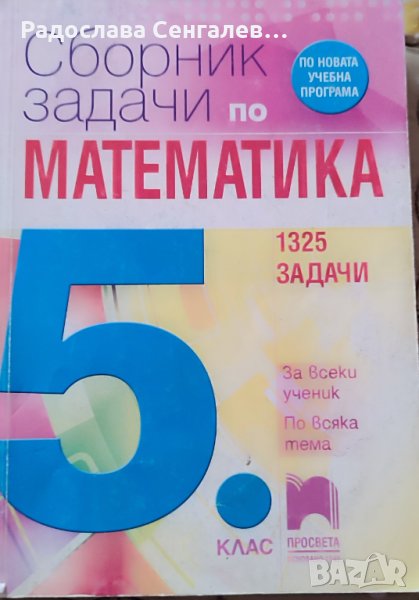 Радослава Сенгалев...
Сборник
задачи по
МАТЕМАТИКА
ПО НОВАТА
УЧЕБНА
ПРОГРАМА
1325
ЗАДАЧИ
За всеки
ученик
По всяка
тема
5.
КЛАС
ПРОСВЕТА
BAZAR